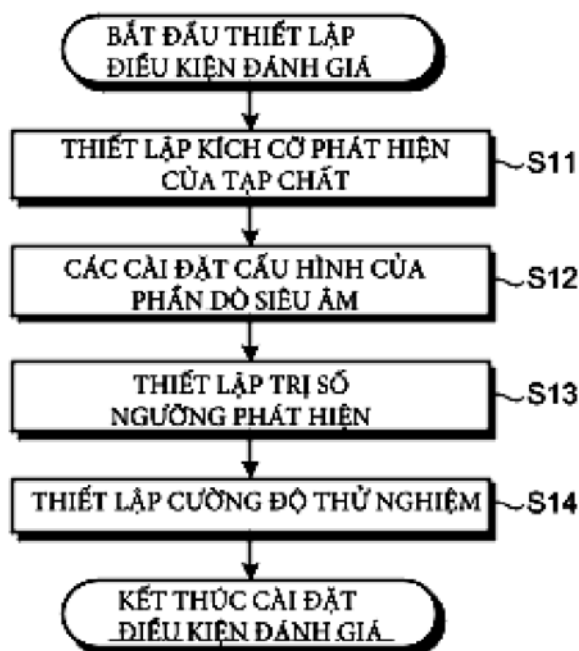 BẮT ĐẦU THIẾT LẬP
ĐIỀU KIỆN ĐÁNH GIÁ
THIẾT LẬP KÍCH CỠ PHÁT HIỆN
CỦA TẠP CHẤT
S11
CÁC CÀI ĐẶT CẤU HÌNH CỦA
PHẦN DÒ SIÊU ÂM
S12
THIẾT LẬP TRỊ SỐ
NGƯỠNG PHÁT HIỆN
S13
THIẾT LẬP CƯỜNG ĐỘ THỬ NGHIỆM
S14
KẾT THÚC CÀI ĐẶT
ĐIỀU KIỆN ĐÁNH GIÁ